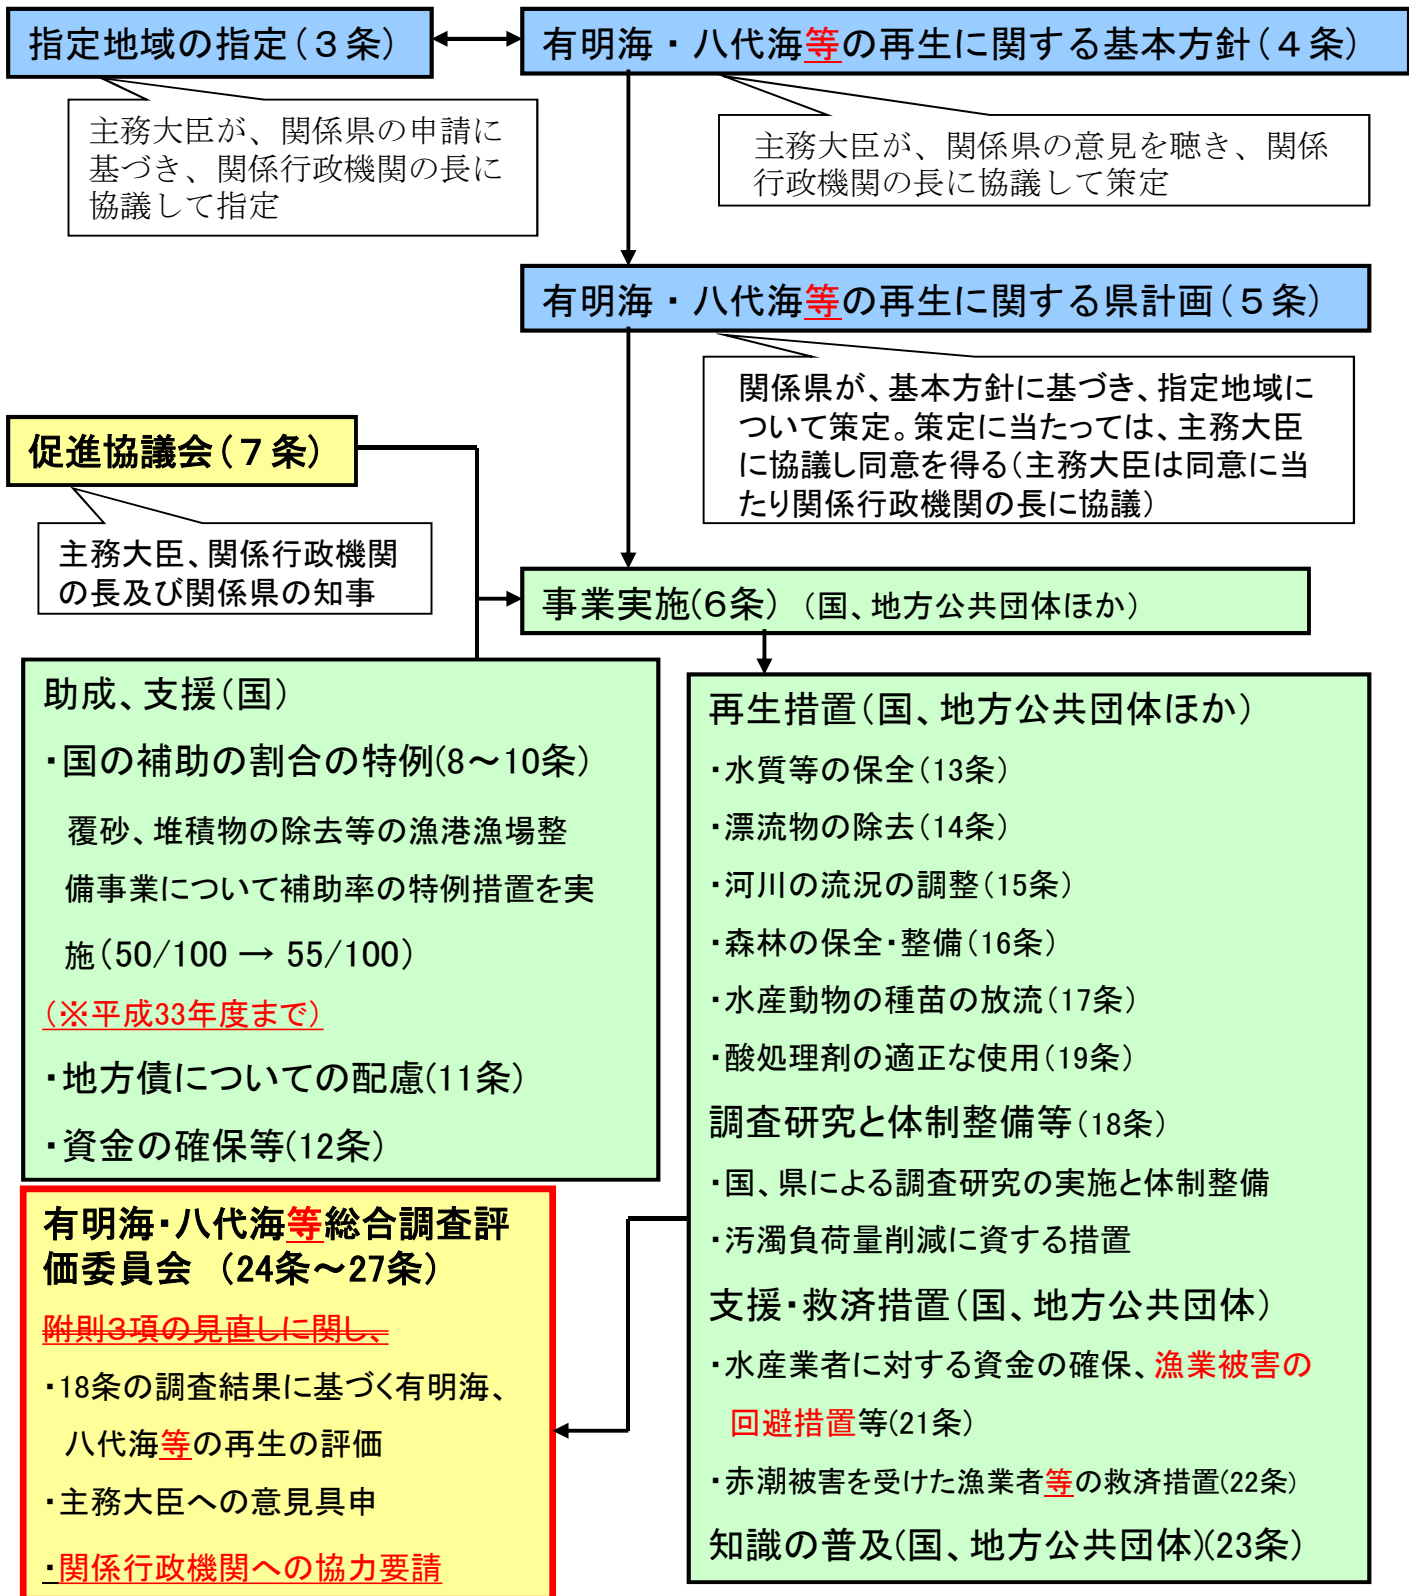 指定地域の指定（３条）
有明海・八代海等の再生に関する基本方針（４条）
主務大臣が、関係県の申請に
基づき、関係行政機関の長に
協議して指定
主務大臣が、関係県の意見を聴き、関係
行政機関の長に協議して策定
有明海・八代海等の再生に関する県計画（５条）
関係県が、基本方針に基づき、指定地域に
ついて策定。策定に当たっては、主務大臣
に協議し同意を得る（主務大臣は同意に当
たり関係行政機関の長に協議）
促進協議会（７条）
主務大臣、関係行政機関
の長及び関係県の知事
事業実施(６条）（国、地方公共団体ほか）
助成、支援（国）
・国の補助の割合の特例(8～10条）
覆砂、堆積物の除去等の漁港漁場整
備事業について補助率の特例措置を実
施（50/100 → 55/100）
（※平成33年度まで）
・地方債についての配慮(11条）
・資金の確保等(12条）
再生措置（国、地方公共団体ほか）
・水質等の保全（13条）
・漂流物の除去（14条）
・河川の流況の調整（15条）
・森林の保全・整備（16条）
・水産動物の種苗の放流（17条）
・酸処理剤の適正な使用（19条）
調査研究と体制整備等（18条）
・国、県による調査研究の実施と体制整備
・汚濁負荷量削減に資する措置
支援・救済措置（国、地方公共団体）
・水産業者に対する資金の確保、漁業被害の
回避措置等(21条）
・赤潮被害を受けた漁業者等の救済措置(22条）
知識の普及(国、地方公共団体)(23条）
有明海・八代海等総合調査評
価委員会　（24条～27条）
附則３項の見直しに関し、
・18条の調査結果に基づく有明海、
八代海等の再生の評価
・主務大臣への意見具申
・関係行政機関への協力要請